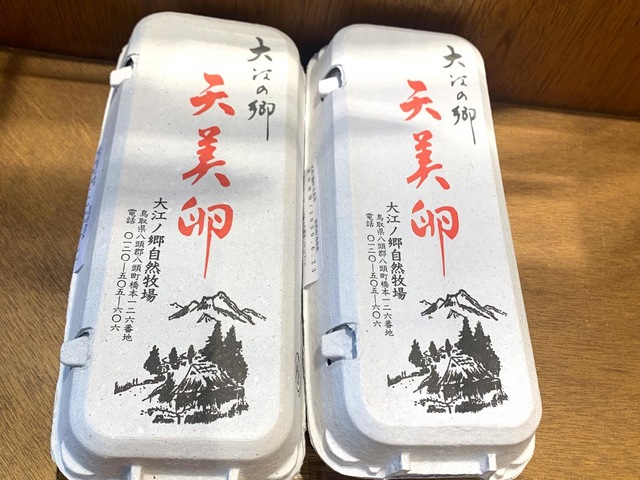 大江の郷
天美卵
大江ノ郷自然牧場
鳥取県八頭郡八頭町橋本一二六番地
電話 〇一二〇―五〇五―六〇六
大江の郷
天美卵
大江ノ郷自然牧場
鳥取県八頭郡八頭町橋本一二六番地
電話 〇一二〇―五〇五―六〇六